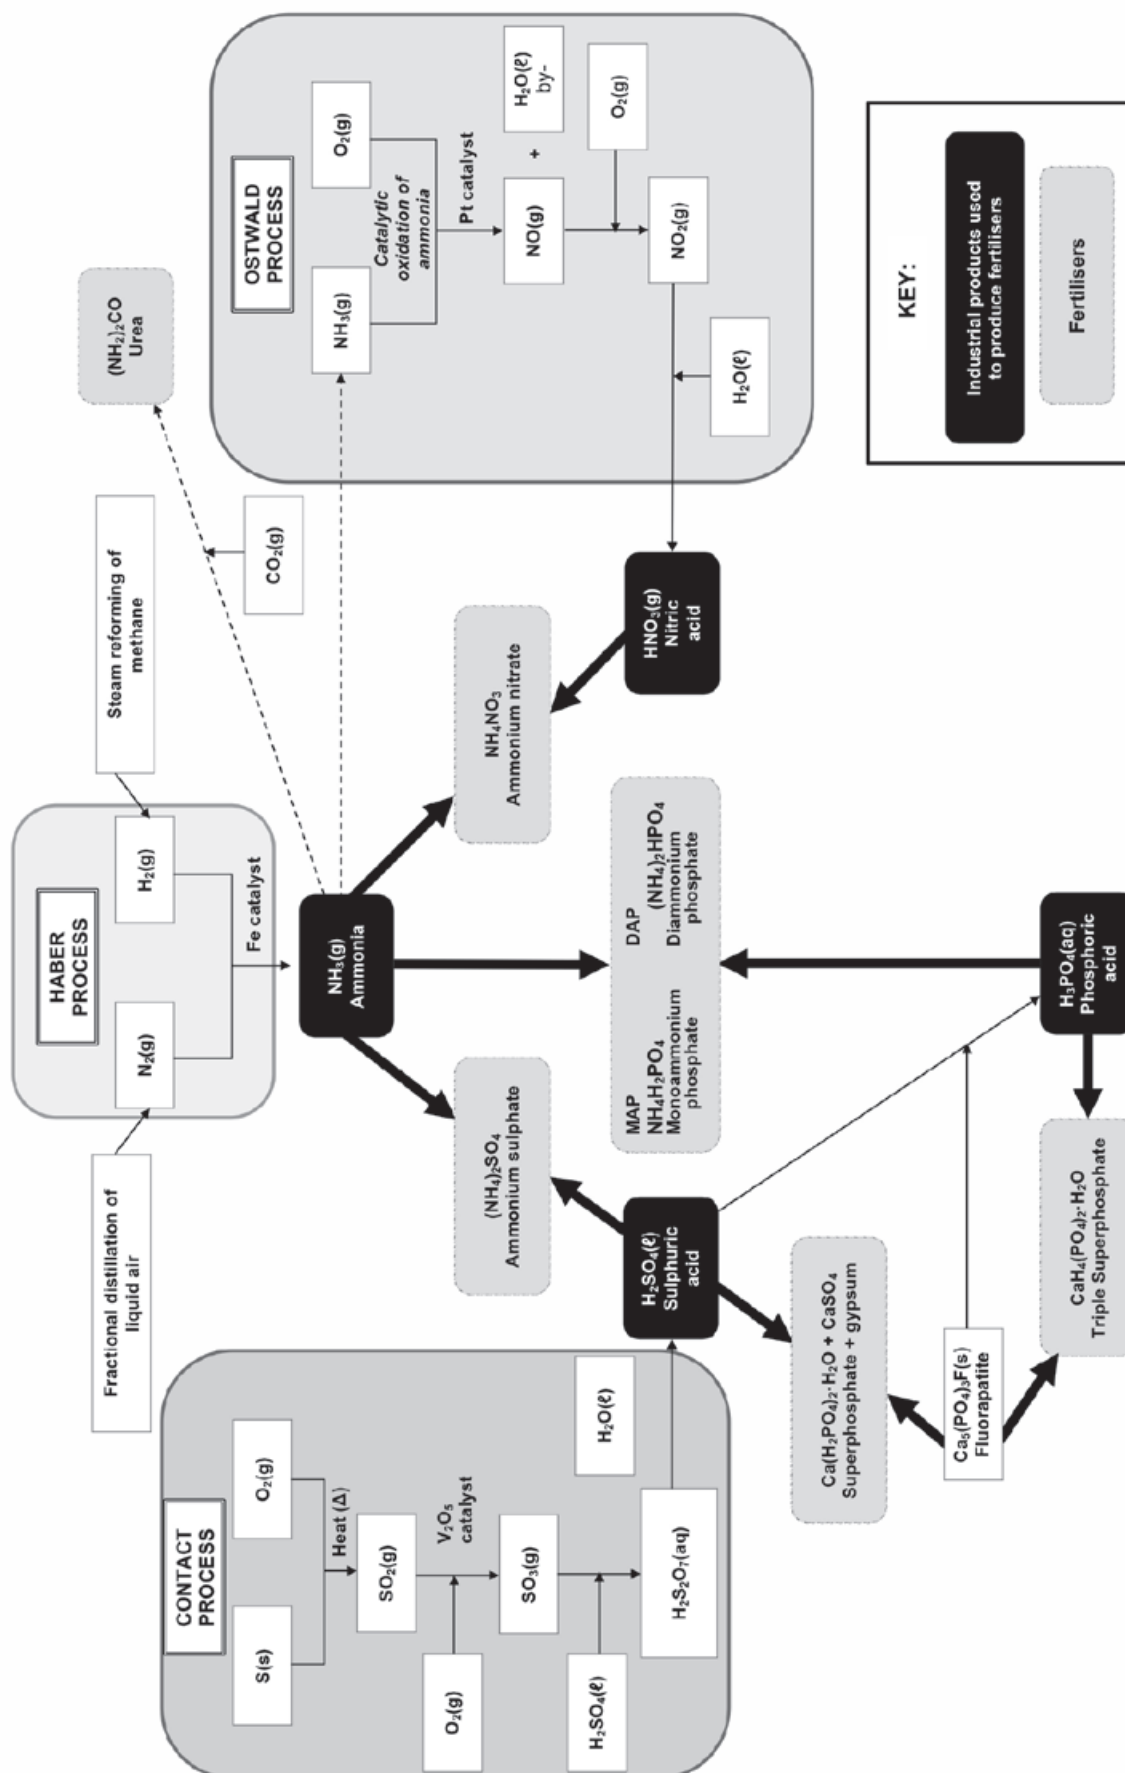 HABER
PROCESS
N₂(g)
H₂(g)
Fe catalyst
Fractional distillation of
liquid air
Steam reforming of
methane
NH₃(g)
Ammonia
CO₂(g)
(NH₂)₂CO
Urea
CONTACT
PROCESS
S(s)
O₂(g)
Heat (Δ)
SO₂(g)
O₂(g)
V₂O₅
catalyst
SO₃(g)
H₂SO₄(ℓ)
H₂S₂O₇(aq)
H₂O(ℓ)
H₂SO₄(ℓ)
Sulphuric
acid
(NH₄)₂SO₄
Ammonium sulphate
NH₄NO₃
Ammonium nitrate
MAP
NH₄H₂PO₄
Monoammonium
phosphate
DAP
(NH₄)₂HPO₄
Diammonium
phosphate
OSTWALD
PROCESS
NH₃(g)
O₂(g)
Catalytic
oxidation of
ammonia
Pt catalyst
NO(g)
+
H₂O(ℓ)
by-
O₂(g)
NO₂(g)
H₂O(ℓ)
HNO₃(g)
Nitric
acid
Ca(H₂PO₄)₂·H₂O + CaSO₄
Superphosphate + gypsum
Ca₅(PO₄)₃F(s)
Fluorapatite
H₃PO₄(aq)
Phosphoric
acid
CaH₄(PO₄)₂·H₂O
Triple Superphosphate
KEY:
Industrial products used
to produce fertilisers
Fertilisers